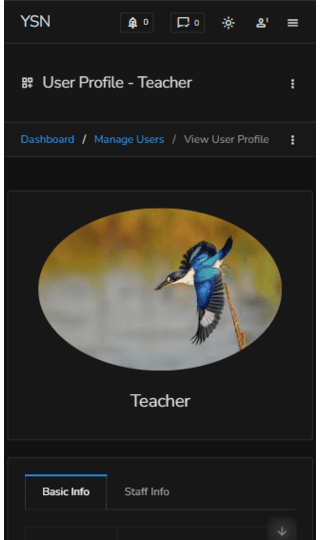 YSN 0 0
User Profile - Teacher
Dashboard / Manage Users / View User Profile
Teacher
Basic Info Staff Info